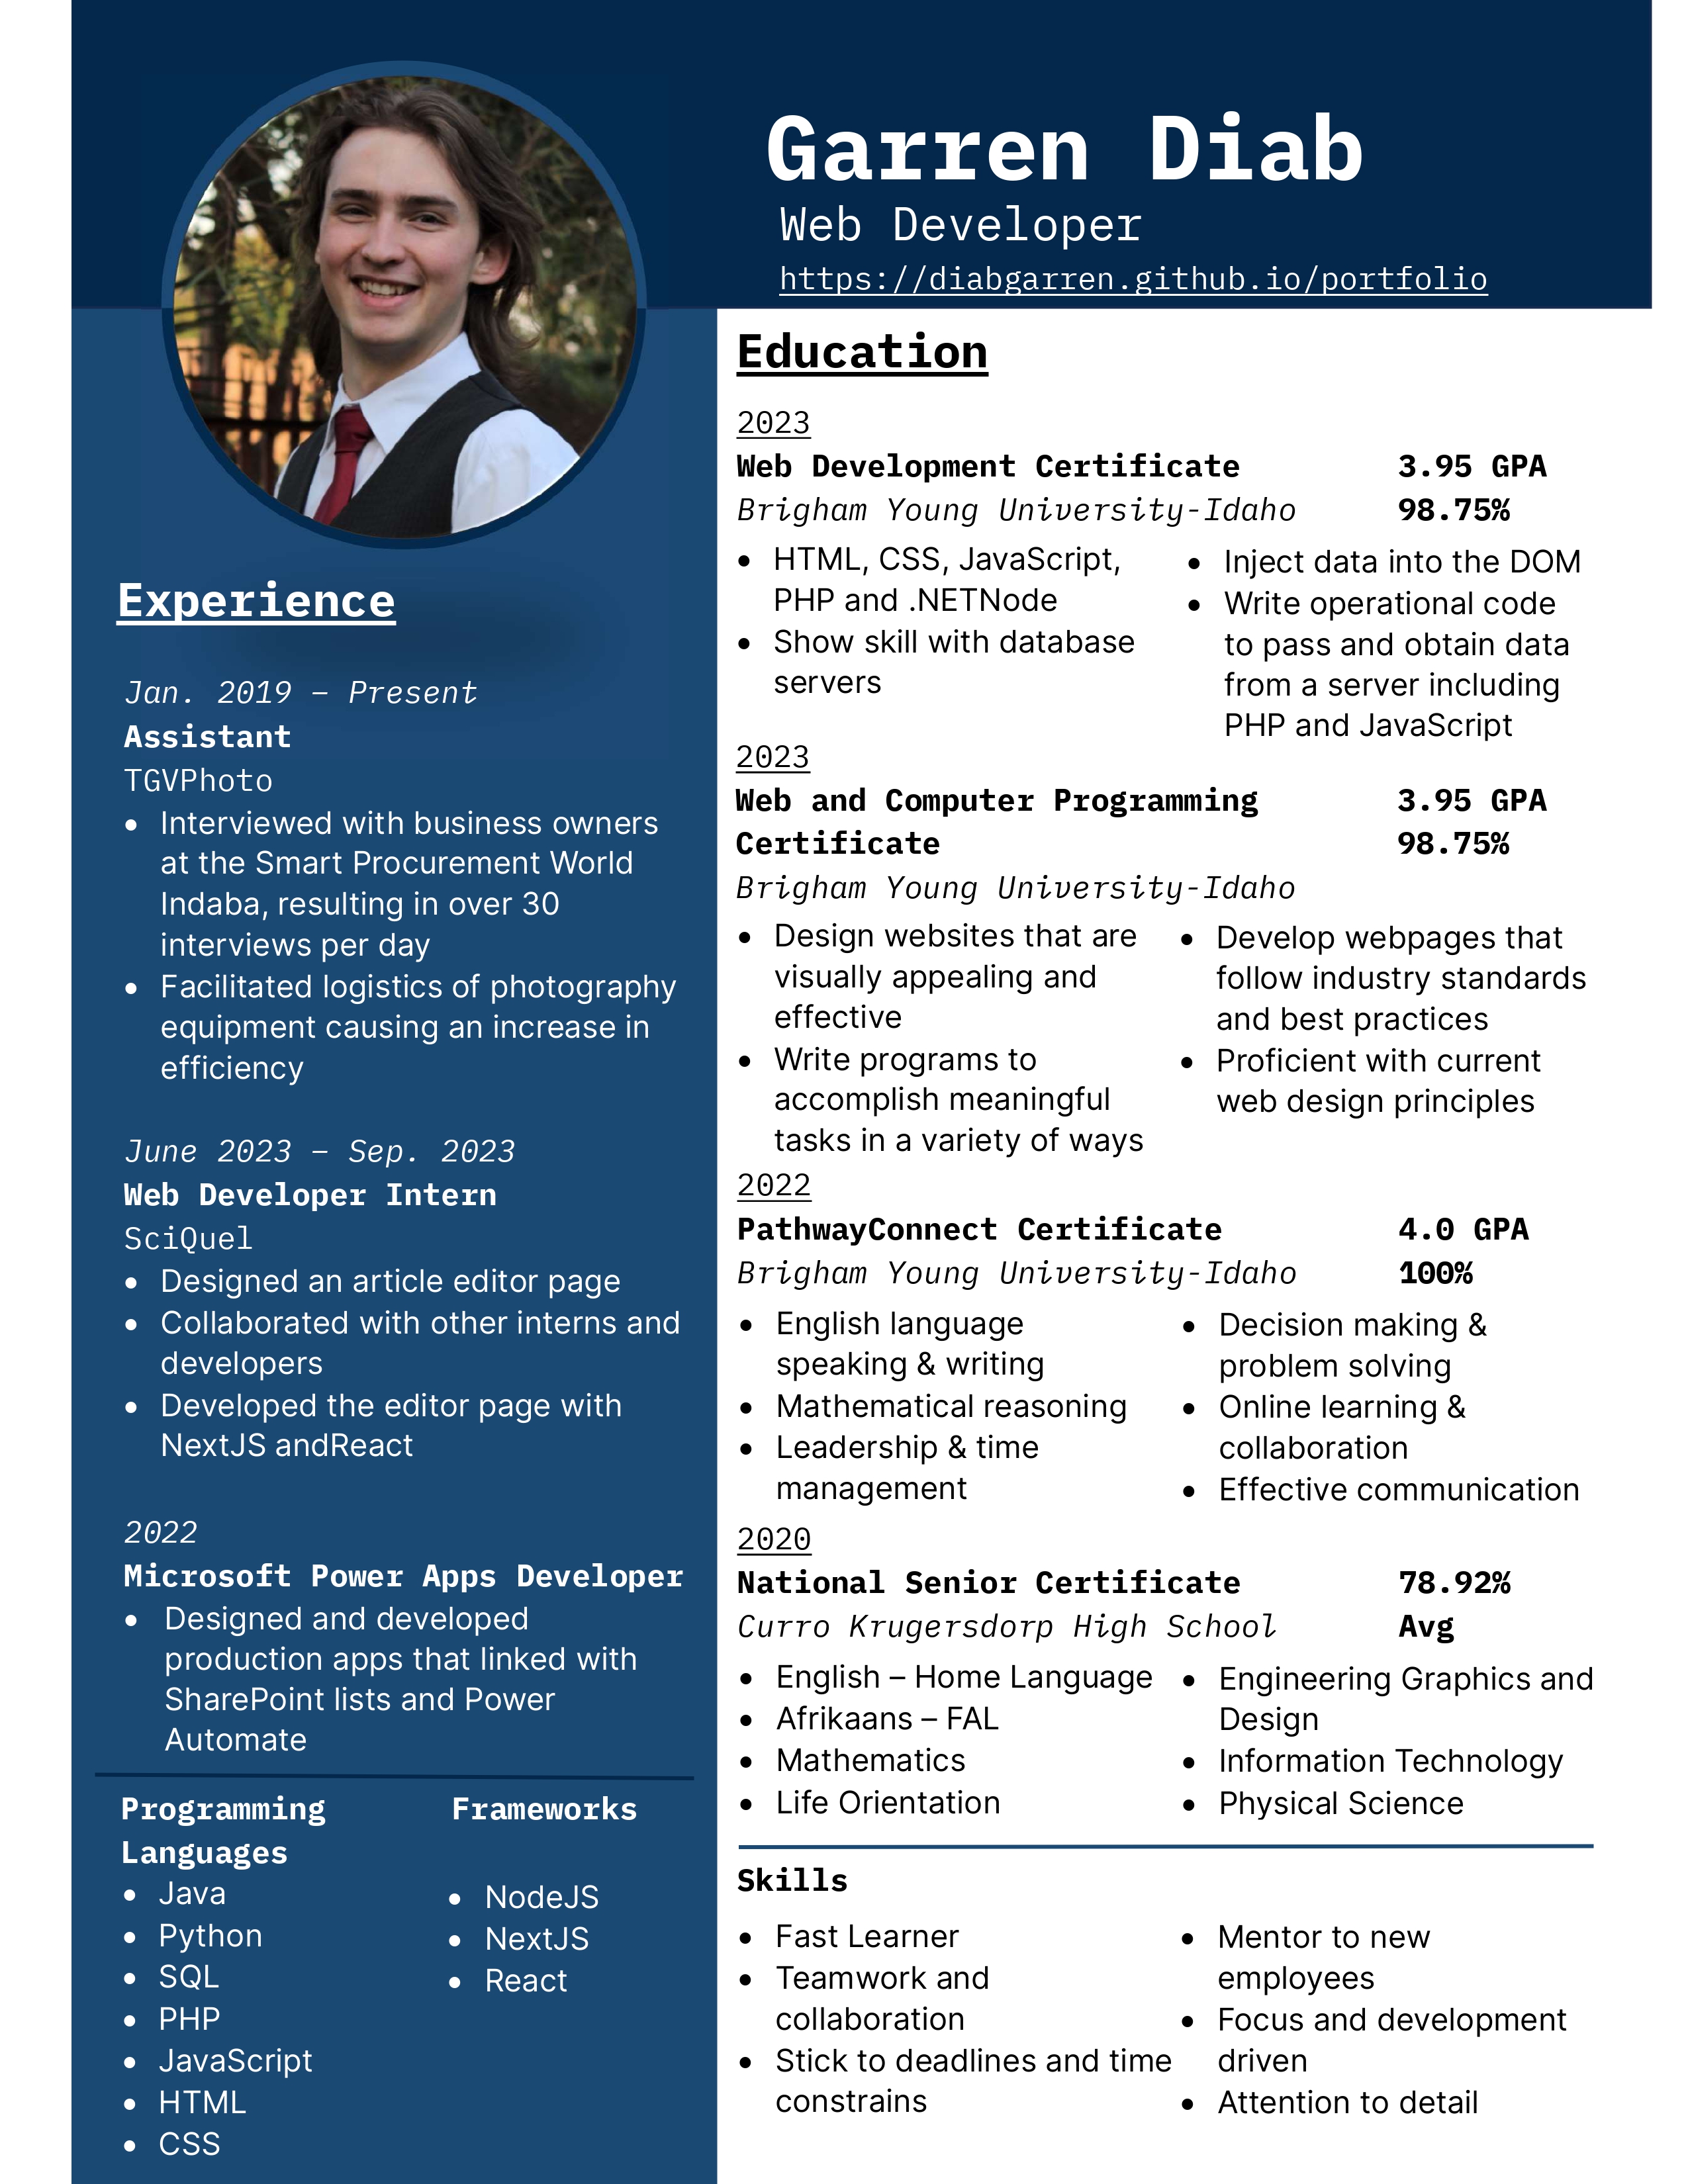 Garren Diab
Web Developer
https://diabgarren.github.io/portfolio
Experience
Jan. 2019 – Present
Assistant
TGVPhoto
• Interviewed with business owners
at the Smart Procurement World
Indaba, resulting in over 30
interviews per day
• Facilitated logistics of photography
equipment causing an increase in
efficiency
June 2023 – Sep. 2023
Web Developer Intern
SciQuel
• Designed an article editor page
• Collaborated with other interns and
developers
• Developed the editor page with
NextJS andReact
2022
Microsoft Power Apps Developer
• Designed and developed
production apps that linked with
SharePoint lists and Power
Automate
Programming
Languages
• Java
• Python
• SQL
• PHP
• JavaScript
• HTML
• CSS
Frameworks
• NodeJS
• NextJS
• React
Education
2023
Web Development Certificate 3.95 GPA
Brigham Young University-Idaho 98.75%
• HTML, CSS, JavaScript,
PHP and .NETNode
• Show skill with database
servers
• Inject data into the DOM
• Write operational code
to pass and obtain data
from a server including
PHP and JavaScript
2023
Web and Computer Programming 3.95 GPA
Certificate 98.75%
Brigham Young University-Idaho
• Design websites that are
visually appealing and
effective
• Write programs to
accomplish meaningful
tasks in a variety of ways
• Develop webpages that
follow industry standards
and best practices
• Proficient with current
web design principles
2022
PathwayConnect Certificate 4.0 GPA
Brigham Young University-Idaho 100%
• English language
speaking & writing
• Mathematical reasoning
• Leadership & time
management
• Decision making &
problem solving
• Online learning &
collaboration
• Effective communication
2020
National Senior Certificate 78.92%
Curro Krugersdorp High School Avg
• English – Home Language
• Afrikaans – FAL
• Mathematics
• Life Orientation
• Engineering Graphics and
Design
• Information Technology
• Physical Science
Skills
• Fast Learner
• Teamwork and
collaboration
• Stick to deadlines and time
constrains
• Mentor to new
employees
• Focus and development
driven
• Attention to detail